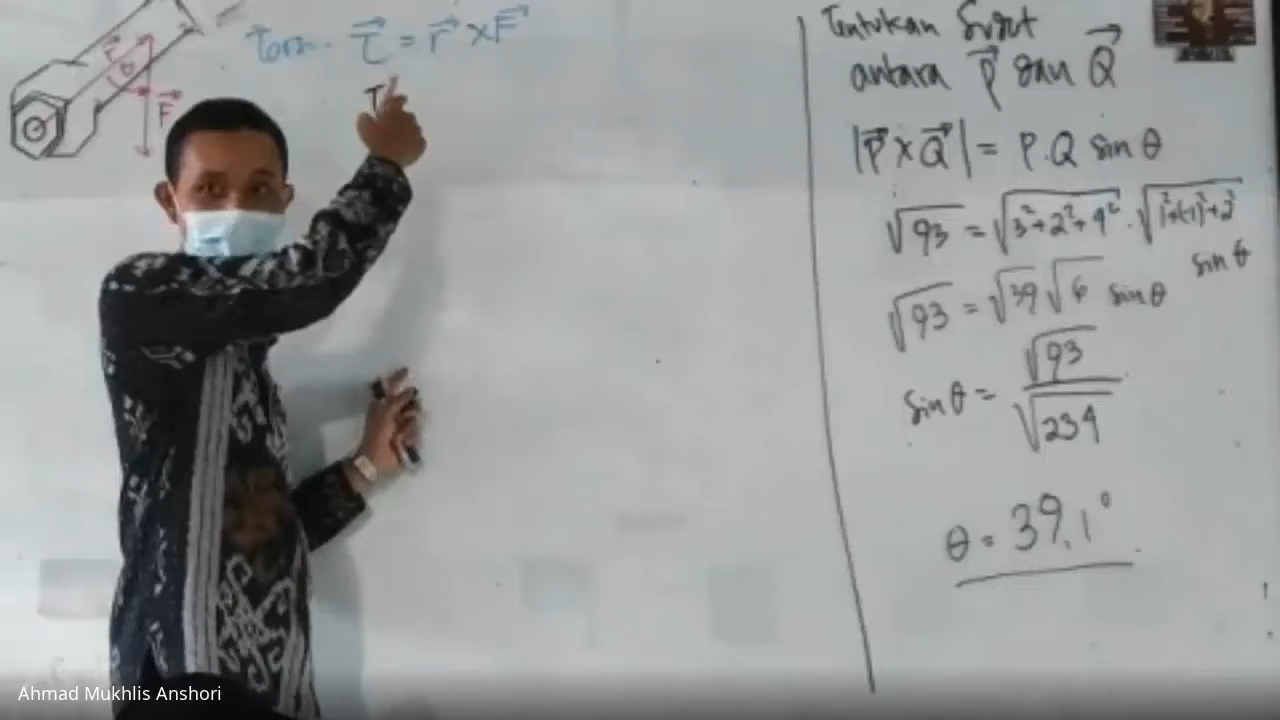 r⃗
θ
F⃗
Torsi. τ⃗ = r⃗ × F⃗
T
Tentukan Sudut
antara P⃗ dan Q⃗
|P⃗ × Q⃗| = P.Q sin θ
√93 = √3²+2²+4² . √1²+(-1)²+2²
sin θ
√93 = √39 √6 sin θ
sin θ = √93 / √234
θ = 39,1°
Ahmad Mukhlis Anshori